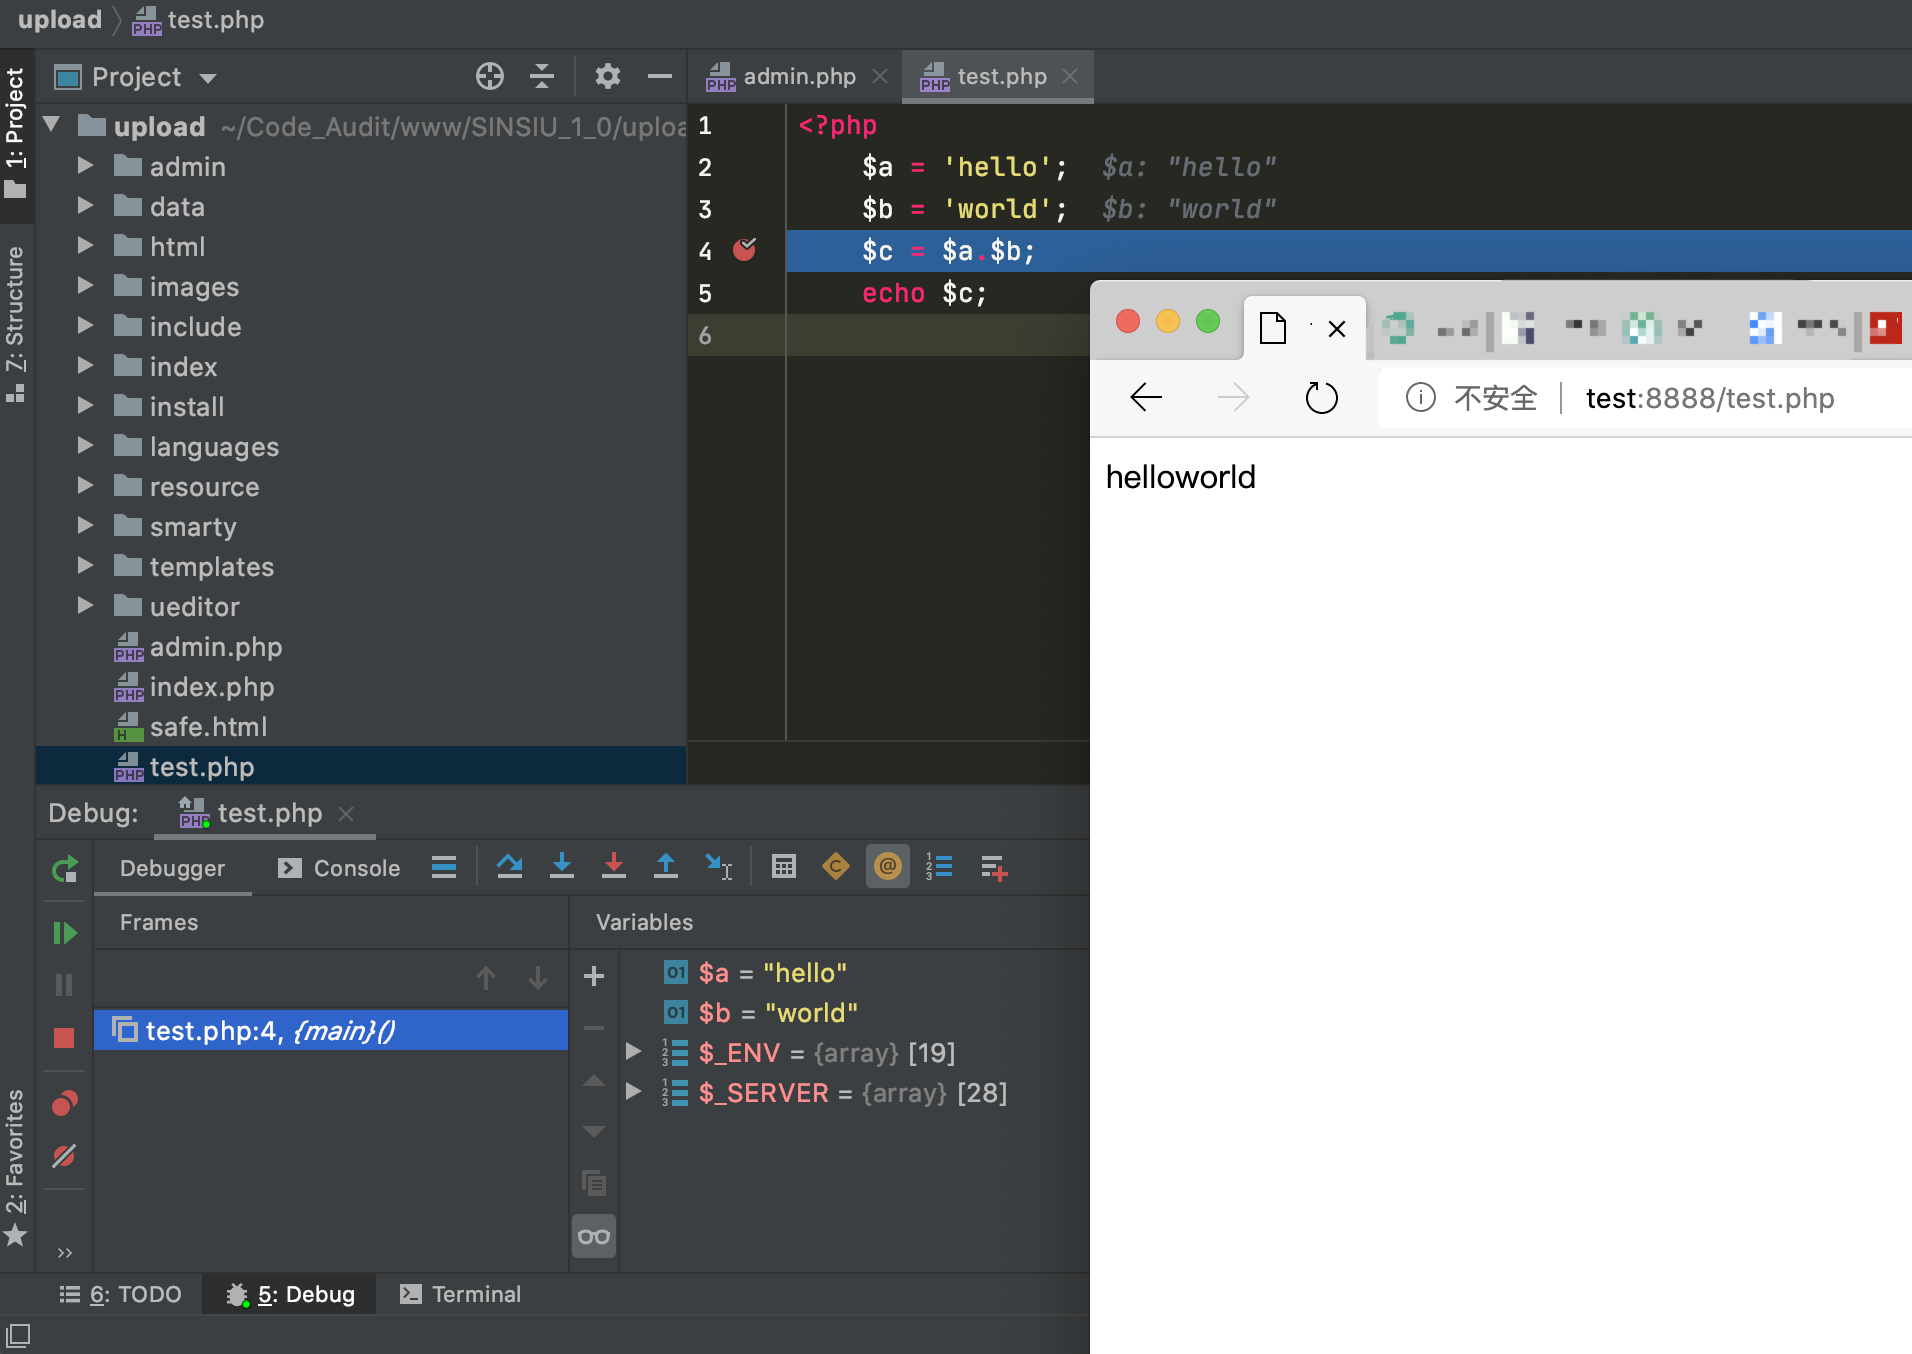 upload 〉 test.php
1: Project
Z: Structure
2: Favorites
Project
upload ~/Code_Audit/www/SINSIU_1_0/uploa
admin
data
html
images
include
index
install
languages
resource
smarty
templates
ueditor
admin.php
index.php
safe.html
test.php
admin.php
test.php
1 <?php
2 $a = 'hello'; $a: "hello"
3 $b = 'world'; $b: "world"
4 $c = $a.$b;
5 echo $c;
6
不安全 test:8888/test.php
helloworld
Debug: test.php
Debugger Console
Frames
test.php:4, {main}()
Variables
$a = "hello"
$b = "world"
$_ENV = {array} [19]
$_SERVER = {array} [28]
6: TODO 5: Debug Terminal